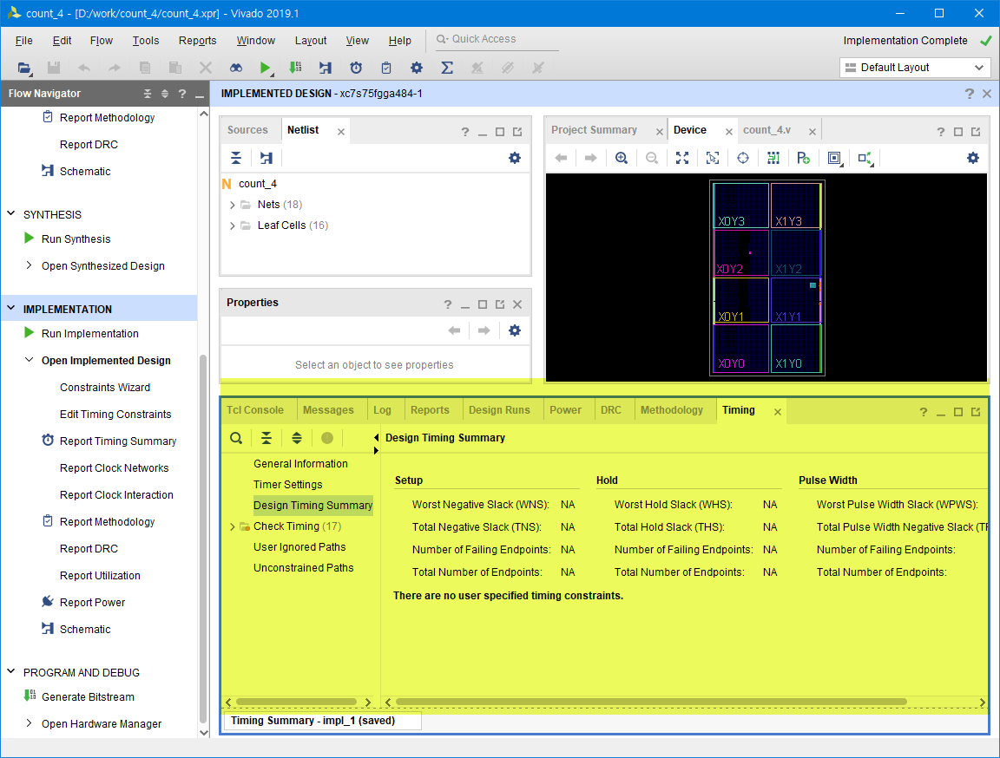 count_4 - [D:/work/count_4/count_4.xpr] - Vivado 2019.1
File Edit Flow Tools Reports Window Layout View Help Quick Access Implementation Complete
Default Layout
Flow Navigator
Report Methodology
Report DRC
Schematic
SYNTHESIS
Run Synthesis
Open Synthesized Design
IMPLEMENTATION
Run Implementation
Open Implemented Design
Constraints Wizard
Edit Timing Constraints
Report Timing Summary
Report Clock Networks
Report Clock Interaction
Report Methodology
Report DRC
Report Utilization
Report Power
Schematic
PROGRAM AND DEBUG
Generate Bitstream
Open Hardware Manager
IMPLEMENTED DESIGN - xc7s75fgga484-1
Sources Netlist
N count_4
Nets (18)
Leaf Cells (16)
Properties
Select an object to see properties
Project Summary Device count_4.v
X0Y3 X1Y3
X0Y2 X1Y2
X0Y1 X1Y1
X0Y0 X1Y0
Tcl Console Messages Log Reports Design Runs Power DRC Methodology Timing
Design Timing Summary
General Information
Timer Settings
Design Timing Summary
Check Timing (17)
User Ignored Paths
Unconstrained Paths
Setup Hold Pulse Width
Worst Negative Slack (WNS): NA Worst Hold Slack (WHS): NA Worst Pulse Width Slack (WPWS):
Total Negative Slack (TNS): NA Total Hold Slack (THS): NA Total Pulse Width Negative Slack (TP
Number of Failing Endpoints: NA Number of Failing Endpoints: NA Number of Failing Endpoints:
Total Number of Endpoints: NA Total Number of Endpoints: NA Total Number of Endpoints:
There are no user specified timing constraints.
Timing Summary - impl_1 (saved)